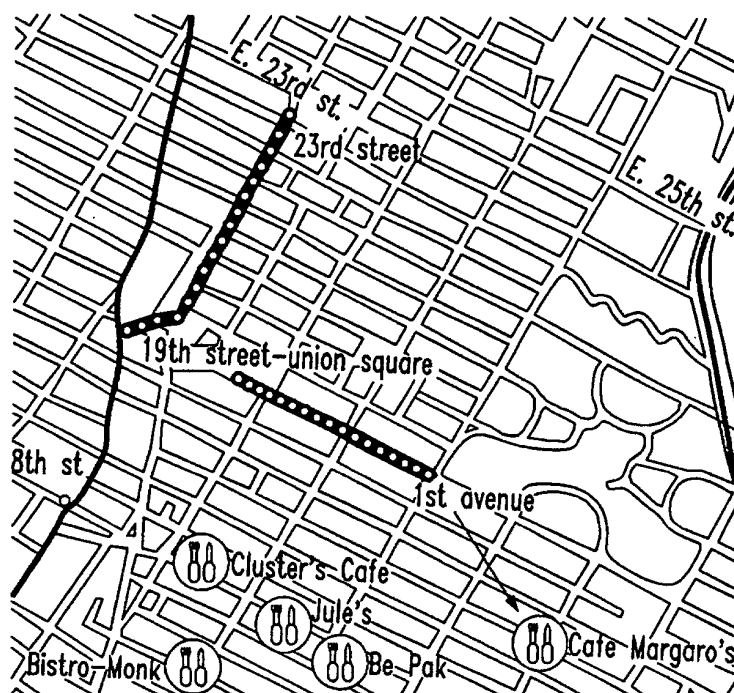 E. 23rd st.
23rd street
E. 25th st.
19th street-union square
8th st
1st avenue
Cluster's Cafe
Jule's
Cafe Margaro's
Bistro-Monk
Be Pak